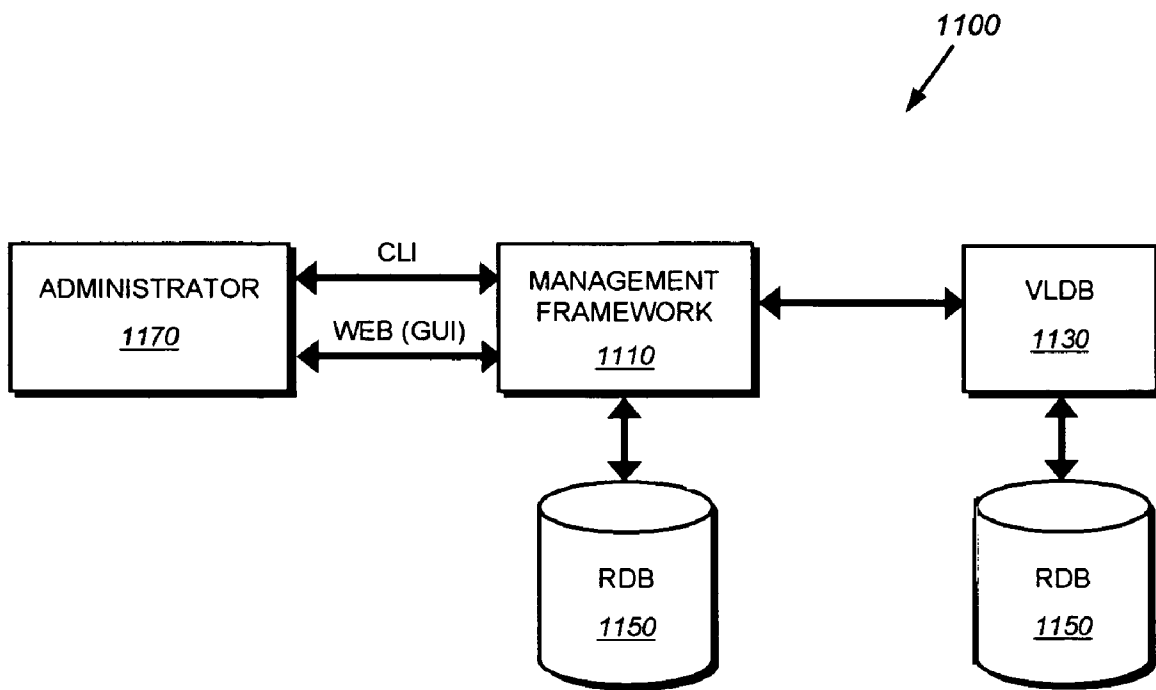 1100
ADMINISTRATOR
1170
CLI
WEB (GUI)
MANAGEMENT
FRAMEWORK
1110
VLDB
1130
RDB
1150
RDB
1150